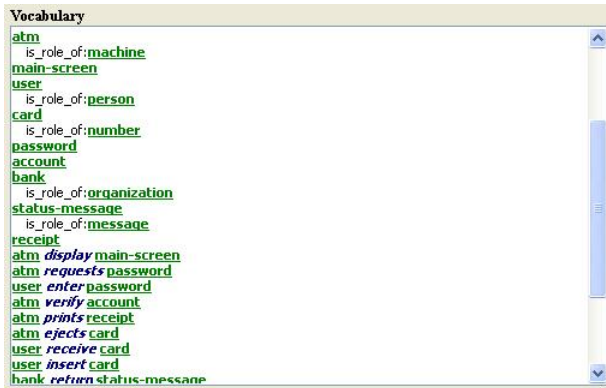 Vocabulary
atm
is_role_of:machine
main-screen
user
is_role_of:person
card
is_role_of:number
password
account
bank
is_role_of:organization
status-message
is_role_of:message
receipt
atm display main-screen
atm requests password
user enter password
atm verify account
atm prints receipt
atm ejects card
user receive card
user insert card
bank return status-message